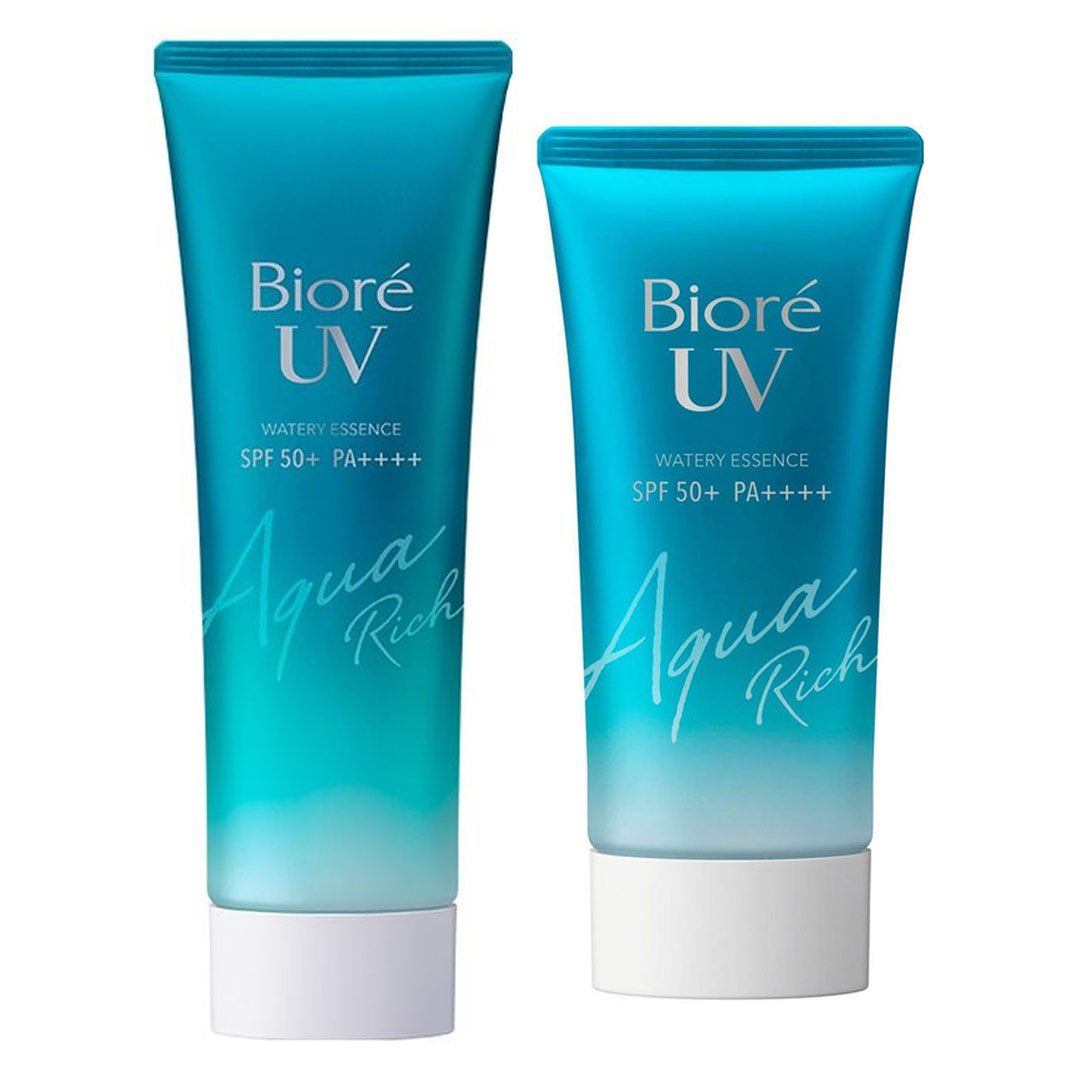 Bioré
UV
WATERY ESSENCE
SPF 50+ PA++++
Aqua
Rich
Bioré
UV
WATERY ESSENCE
SPF 50+ PA++++
Aqua
Rich